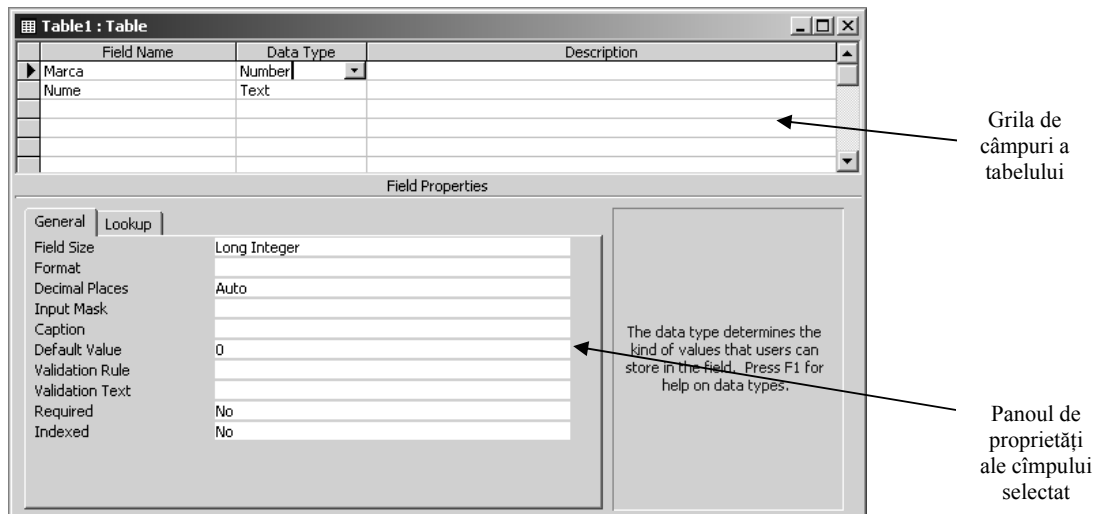 Table1 : Table
Field Name Data Type Description
Marca Number
Nume Text
Field Properties
General Lookup
Field Size Long Integer
Format
Decimal Places Auto
Input Mask
Caption
Default Value 0
Validation Rule
Validation Text
Required No
Indexed No
The data type determines the
kind of values that users can
store in the field. Press F1 for
help on data types.
Grila de
câmpuri a
tabelului
Panoul de
proprietăți
ale cîmpului
selectat